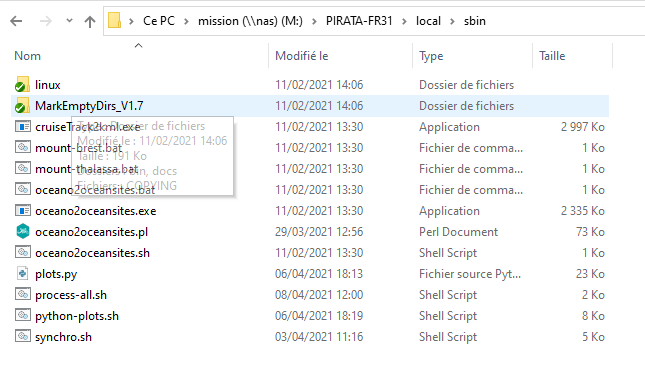 Ce PC > mission (\\nas) (M:) > PIRATA-FR31 > local > sbin
Nom Modifié le Type Taille
linux 11/02/2021 14:06 Dossier de fichiers
MarkEmptyDirs_V1.7 11/02/2021 14:06 Dossier de fichiers
cruiseTrack2kml.exe 11/02/2021 13:30 Application 2 997 Ko
Type : Dossier de fichiers
Modifié le : 11/02/2021 14:06
mount-brest.bat 11/02/2021 13:30 Fichier de comma... 1 Ko
Taille : 191 Ko
mount-thalassa.bat 11/02/2021 13:30 Fichier de comma... 1 Ko
Dossiers : bin, docs
Fichiers : COPYING
oceano2oceansites.bat 11/02/2021 13:30 Fichier de comma... 1 Ko
oceano2oceansites.exe 11/02/2021 13:30 Application 2 335 Ko
oceano2oceansites.pl 29/03/2021 12:56 Perl Document 73 Ko
oceano2oceansites.sh 11/02/2021 13:30 Shell Script 1 Ko
plots.py 06/04/2021 18:13 Fichier source Pyt... 23 Ko
process-all.sh 08/04/2021 12:00 Shell Script 2 Ko
python-plots.sh 06/04/2021 18:19 Shell Script 8 Ko
synchro.sh 03/04/2021 11:16 Shell Script 5 Ko